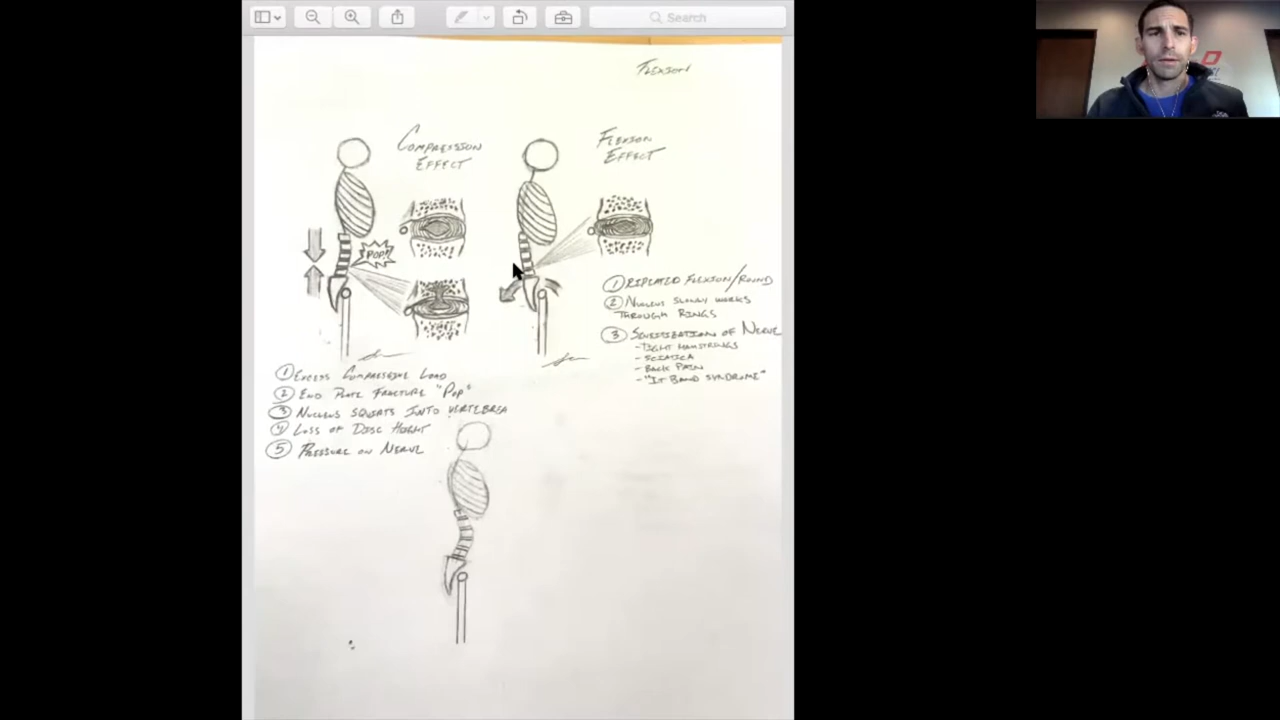 Search
FLEXION
COMPRESSION
EFFECT
FLEXION
EFFECT
POP!!
① REPEATED FLEXION/ROUND
② NUCLEUS SLOWLY WORKS
THROUGH RINGS
③ SENSITIZATION OF NERVE
- TIGHT HAMSTRINGS
- SCIATICA
- BACK PAIN
- "IT BAND SYNDROME"
① EXCESS COMPRESSIVE LOAD
② END PLATE FRACTURE "POP"
③ NUCLEUS SQUIRTS INTO VERTEBREA
④ LOSS OF DISC HEIGHT
⑤ PRESSURE ON NERVE